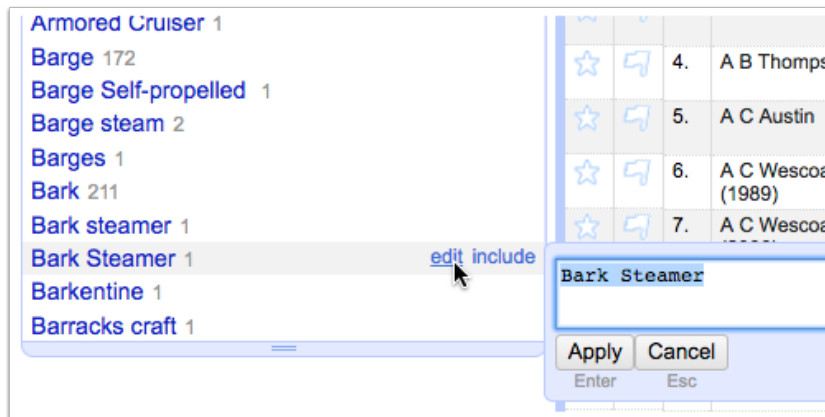 Armored Cruiser 1
Barge 172
Barge Self-propelled 1
Barge steam 2
Barges 1
Bark 211
Bark steamer 1
Bark Steamer 1 edit include
Barkentine 1
Barracks craft 1
4. A B Thomps
5. A C Austin
6. A C Wescoa
(1989)
7. A C Wescoa
Bark Steamer
Apply Cancel
Enter Esc